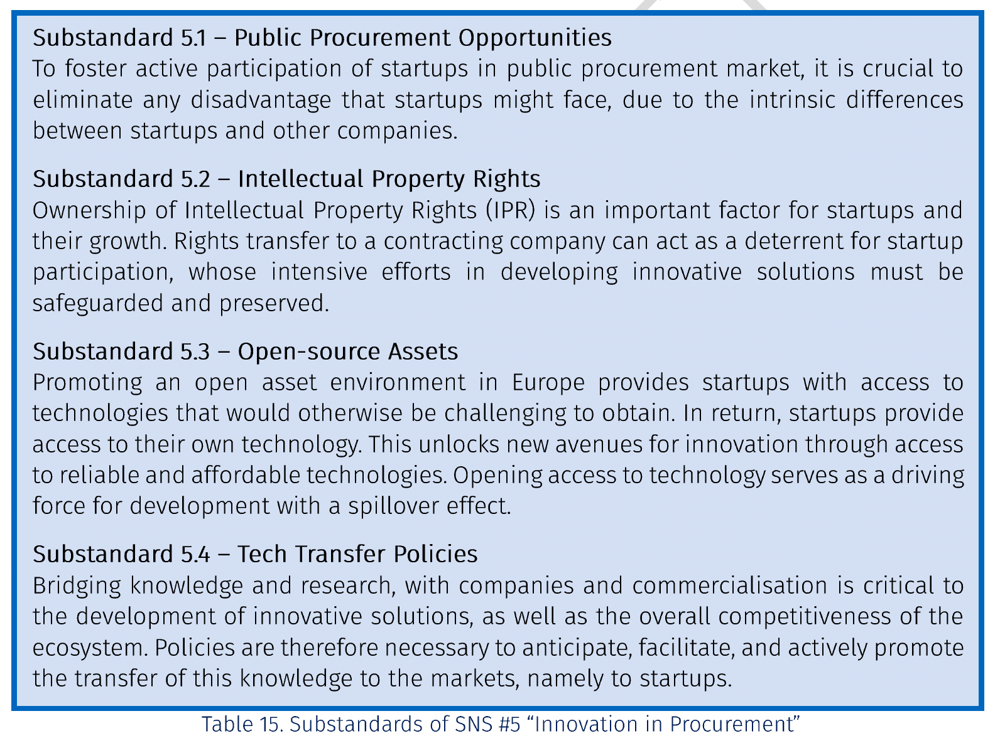 Substandard 5.1 – Public Procurement Opportunities
To foster active participation of startups in public procurement market, it is crucial to
eliminate any disadvantage that startups might face, due to the intrinsic differences
between startups and other companies.
Substandard 5.2 – Intellectual Property Rights
Ownership of Intellectual Property Rights (IPR) is an important factor for startups and
their growth. Rights transfer to a contracting company can act as a deterrent for startup
participation, whose intensive efforts in developing innovative solutions must be
safeguarded and preserved.
Substandard 5.3 – Open-source Assets
Promoting an open asset environment in Europe provides startups with access to
technologies that would otherwise be challenging to obtain. In return, startups provide
access to their own technology. This unlocks new avenues for innovation through access
to reliable and affordable technologies. Opening access to technology serves as a driving
force for development with a spillover effect.
Substandard 5.4 – Tech Transfer Policies
Bridging knowledge and research, with companies and commercialisation is critical to
the development of innovative solutions, as well as the overall competitiveness of the
ecosystem. Policies are therefore necessary to anticipate, facilitate, and actively promote
the transfer of this knowledge to the markets, namely to startups.
Table 15. Substandards of SNS #5 “Innovation in Procurement”